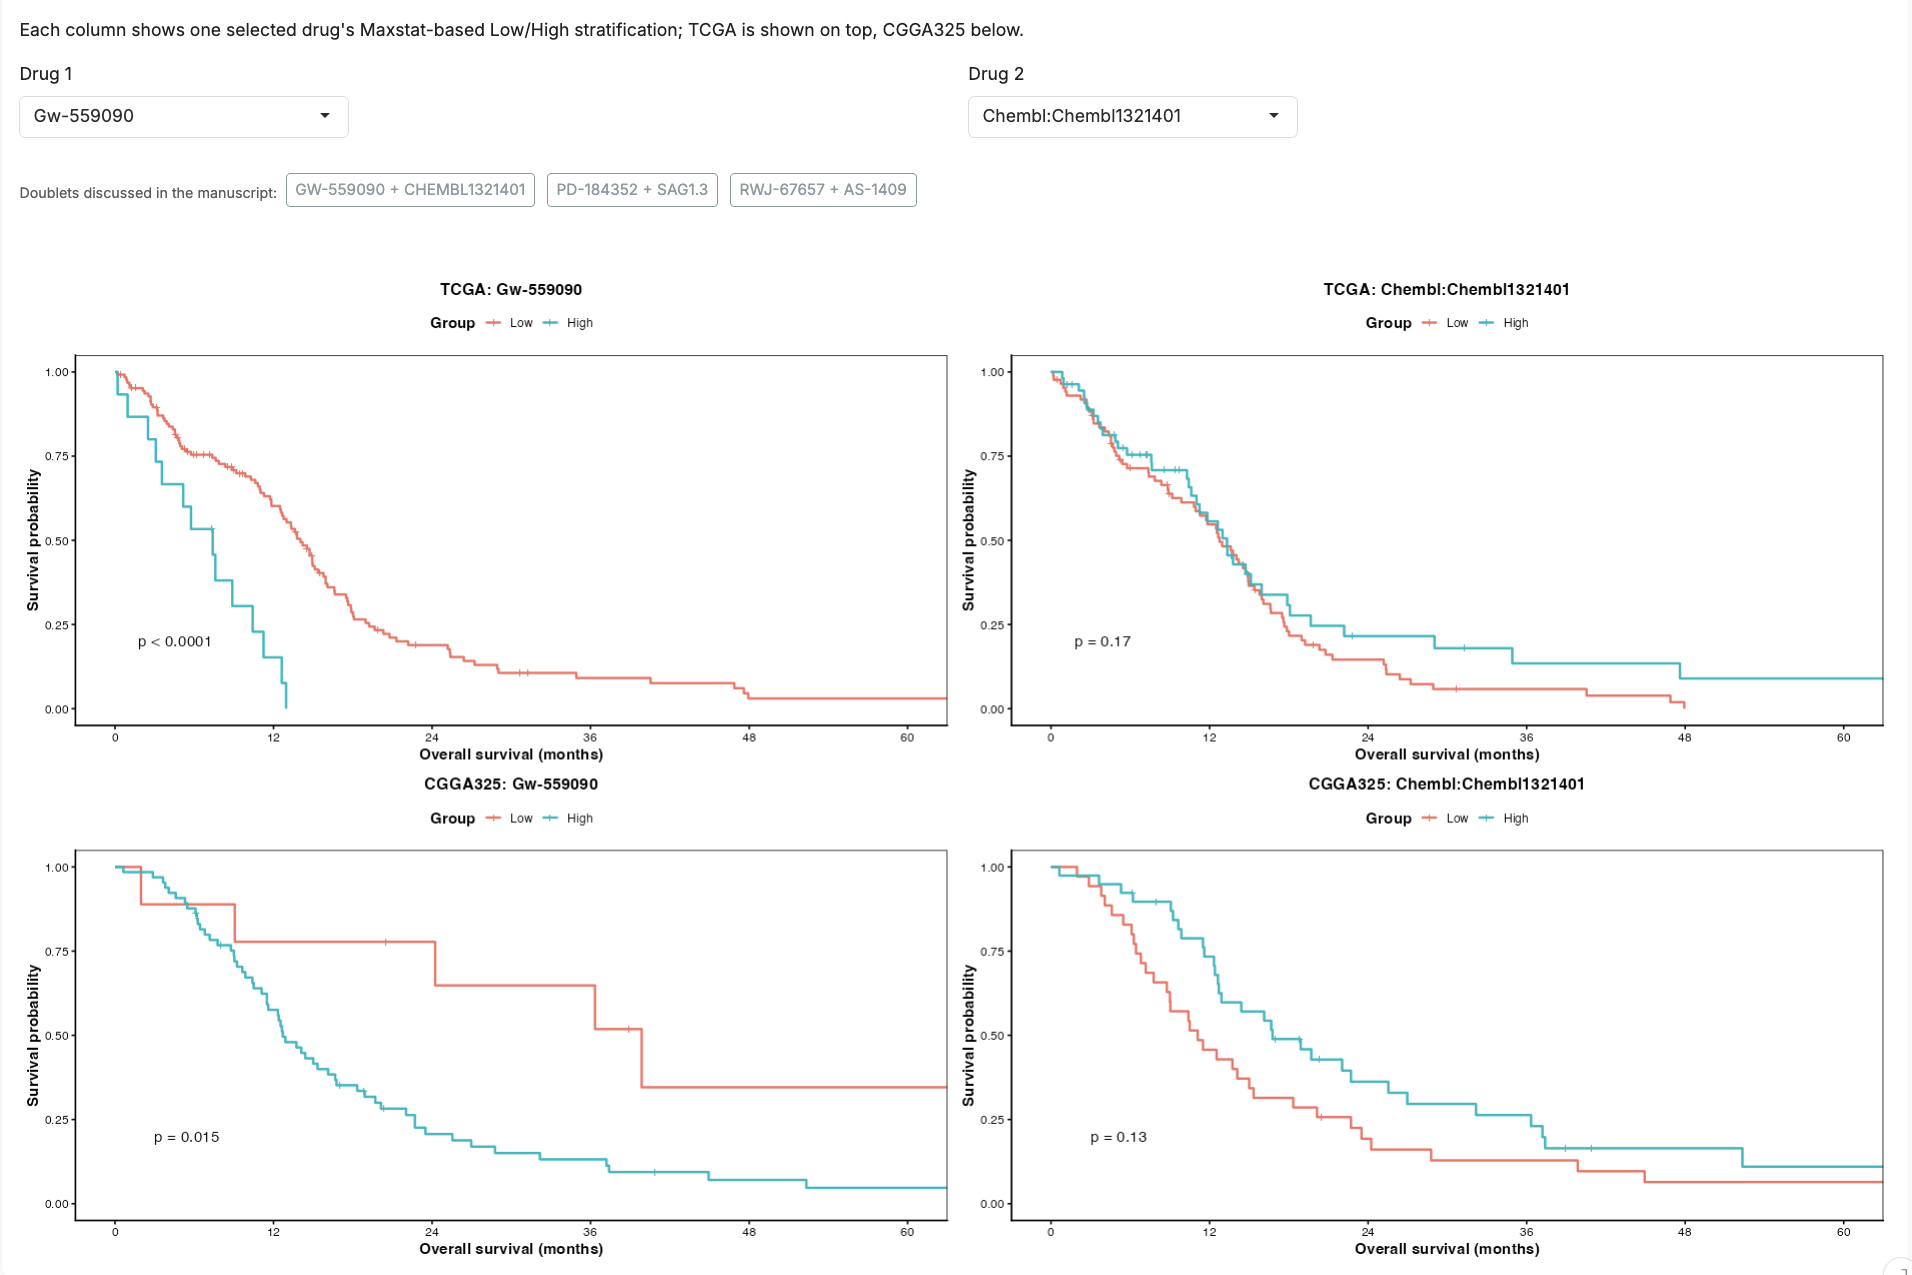 Each column shows one selected drug's Maxstat-based Low/High stratification; TCGA is shown on top, CGGA325 below.
Drug 1
Drug 2
Gw-559090
Chembl:Chembl1321401
Doublets discussed in the manuscript: GW-559090 + CHEMBL1321401 PD-184352 + SAG1.3 RWJ-67657 + AS-1409
TCGA: Gw-559090
Group Low High
1.00
0.75
0.50
0.25
0.00
Survival probability
p < 0.0001
0 12 24 36 48 60
Overall survival (months)
TCGA: Chembl:Chembl1321401
Group Low High
1.00
0.75
0.50
0.25
0.00
Survival probability
p = 0.17
0 12 24 36 48 60
Overall survival (months)
CGGA325: Gw-559090
Group Low High
1.00
0.75
0.50
0.25
0.00
Survival probability
p = 0.015
0 12 24 36 48 60
Overall survival (months)
CGGA325: Chembl:Chembl1321401
Group Low High
1.00
0.75
0.50
0.25
0.00
Survival probability
p = 0.13
0 12 24 36 48 60
Overall survival (months)